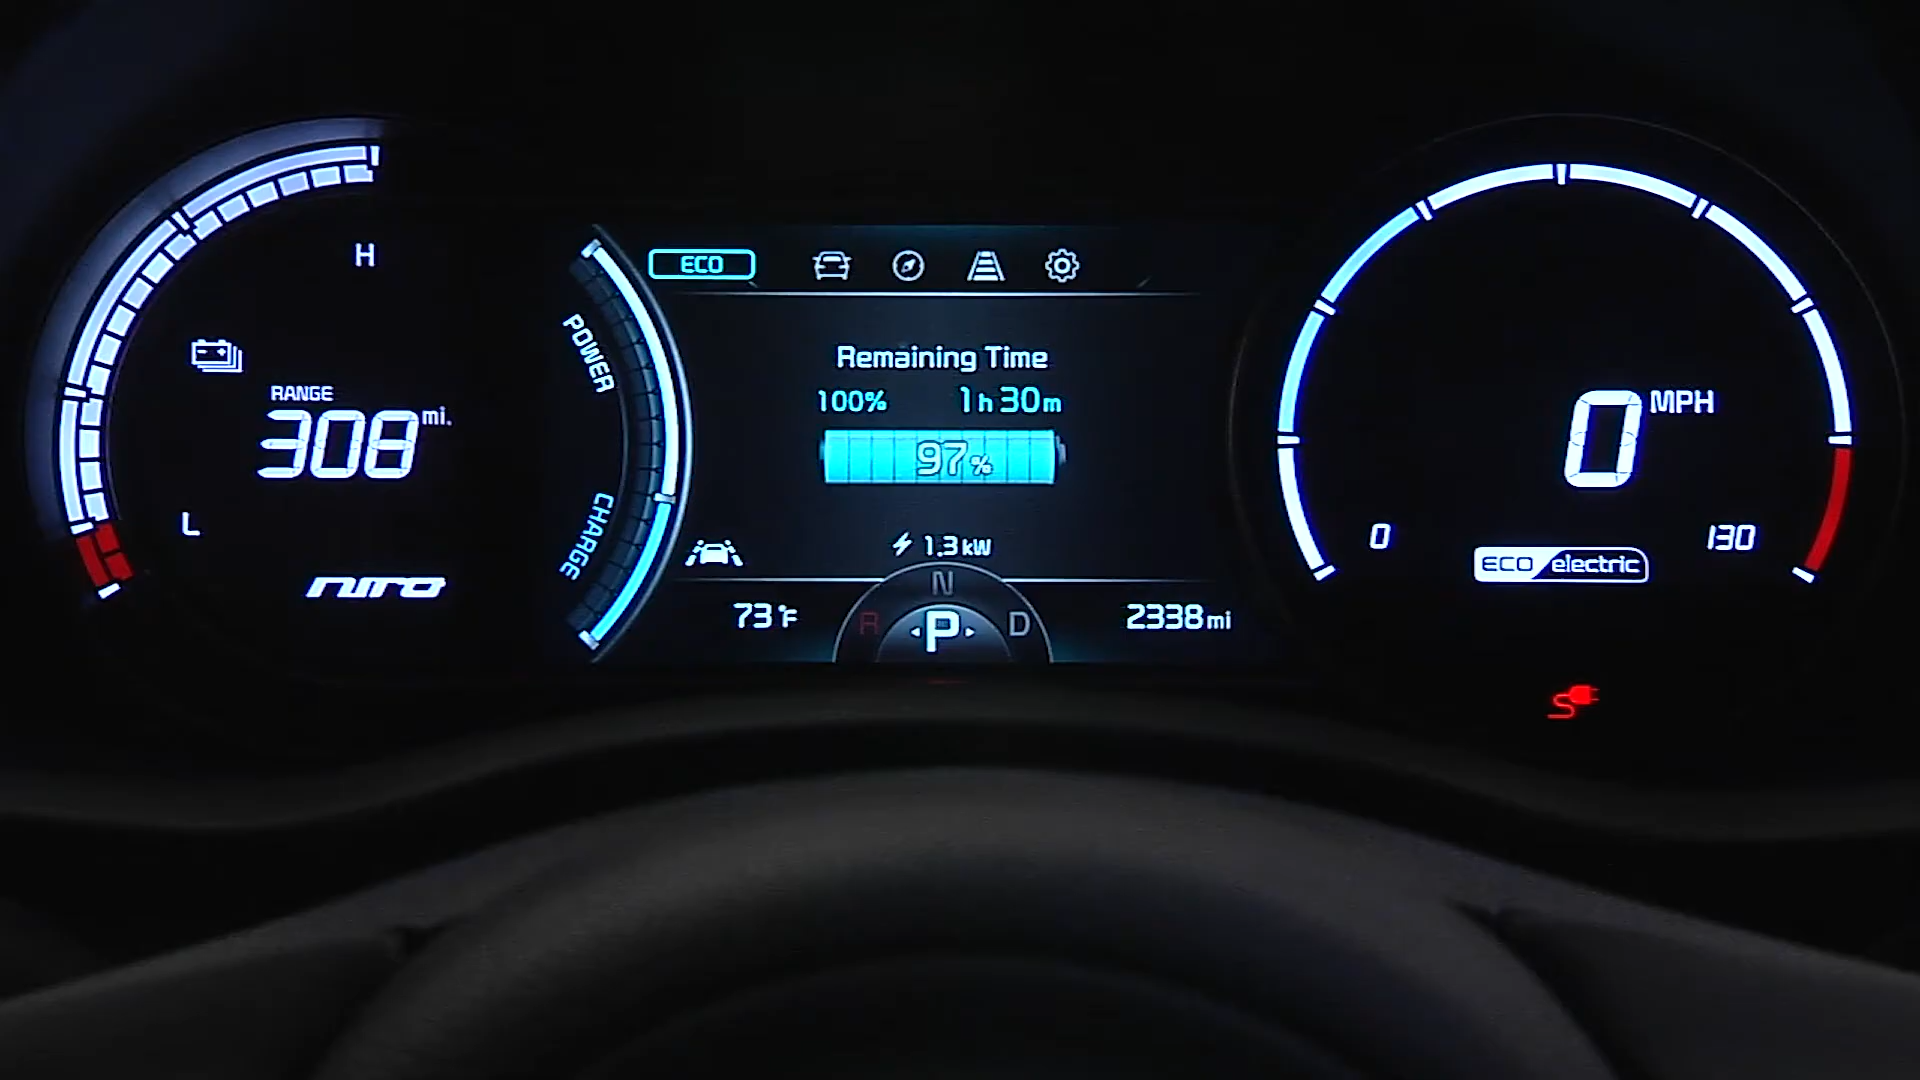 H
RANGE
308 mi.
L
NIRO
POWER
CHARGE
ECO
Remaining Time
100% 1h 30m
97%
1.3 kW
N
73°F
R P D
2338 mi
0 MPH
0 130
ECO electric